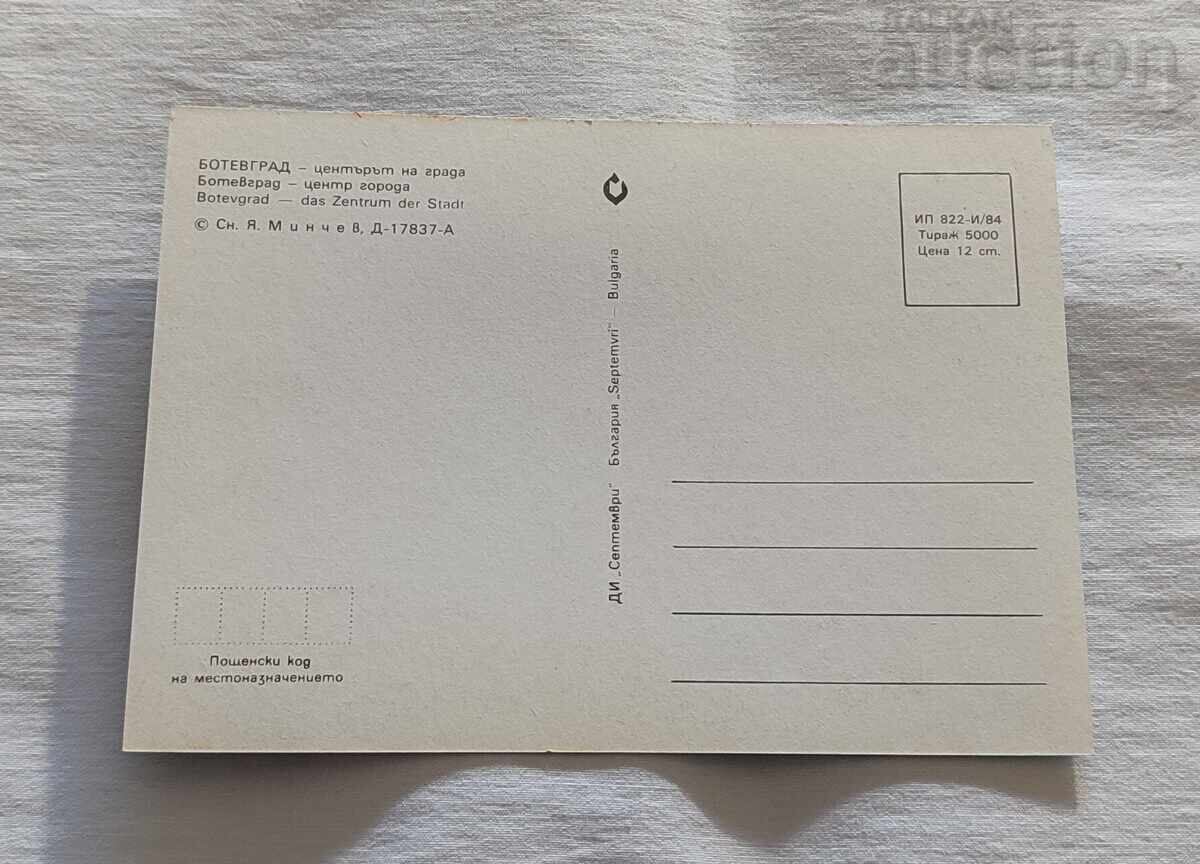 БАЛКАН
auction
БОТЕВГРАД – центърът на града
Ботевград – центр города
Botevgrad — das Zentrum der Stadt
© Сн. Я. Минчев, Д-17837-А
ДИ „Септември" България „Septemvri" — Bulgaria
ИП 822-И/84
Тираж 5000
Цена 12 ст.
Пощенски код
на местоназначението